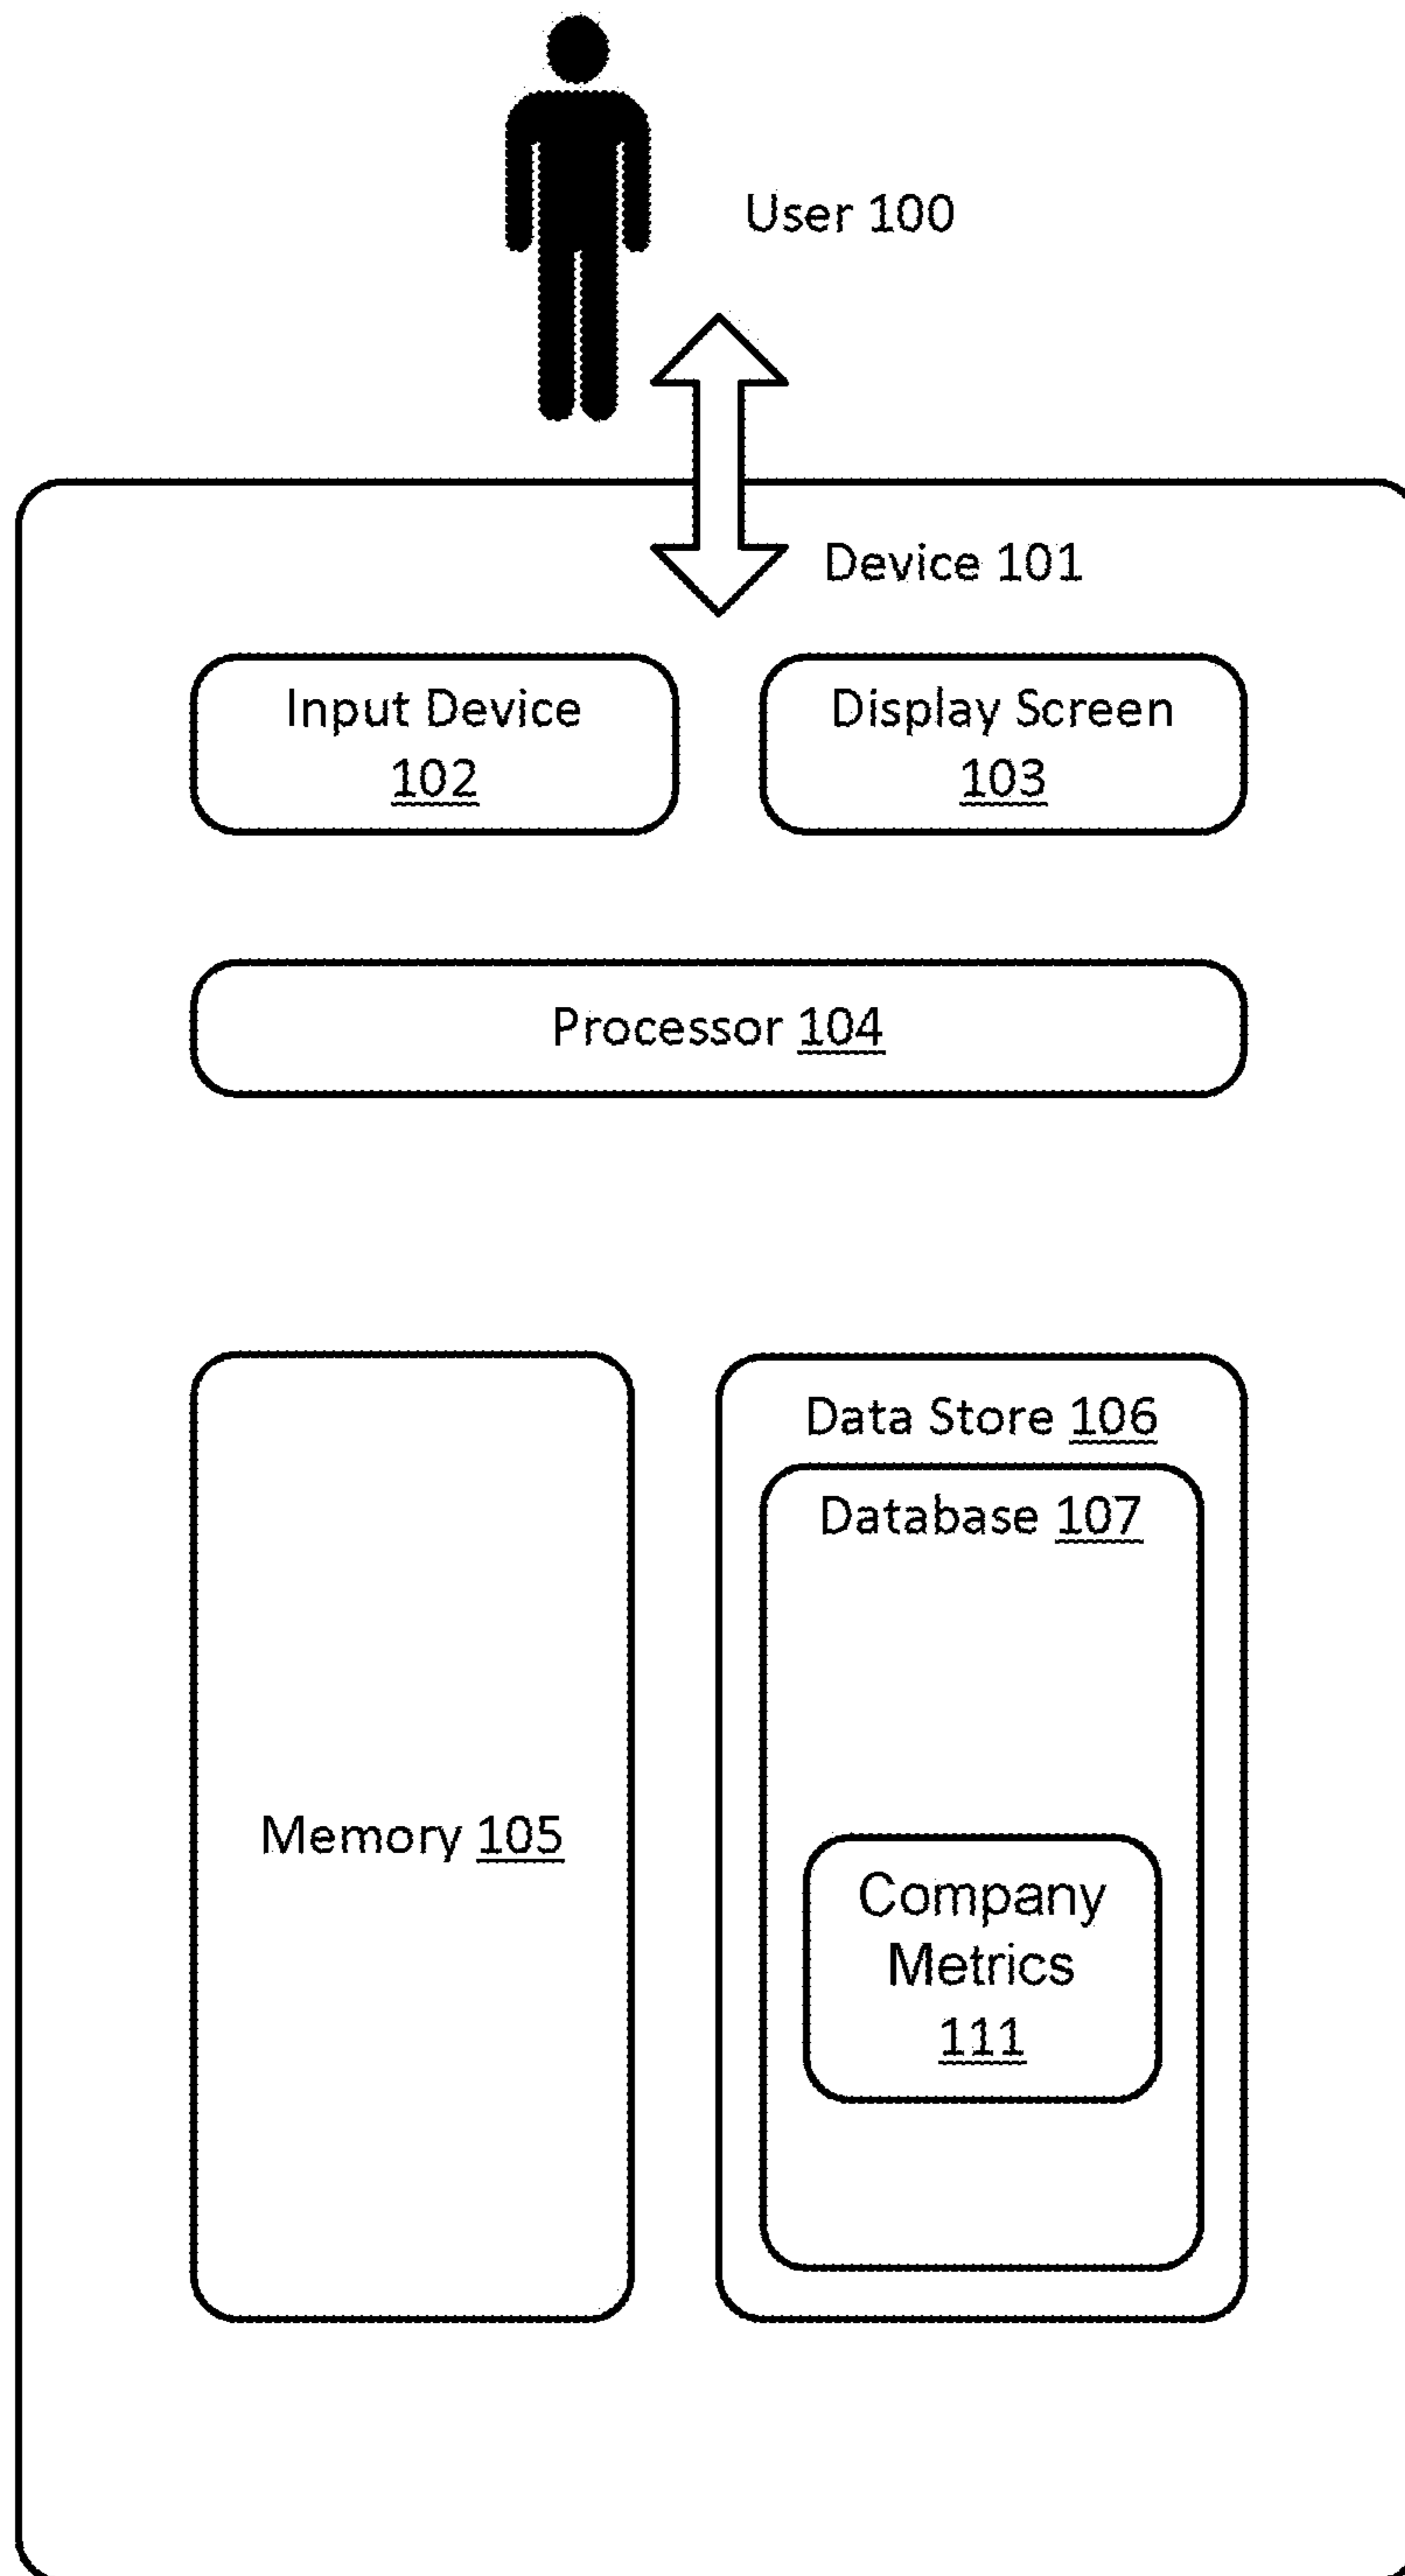 User 100
Device 101
Input Device
102
Display Screen
103
Processor 104
Memory 105
Data Store 106
Database 107
Company
Metrics
111